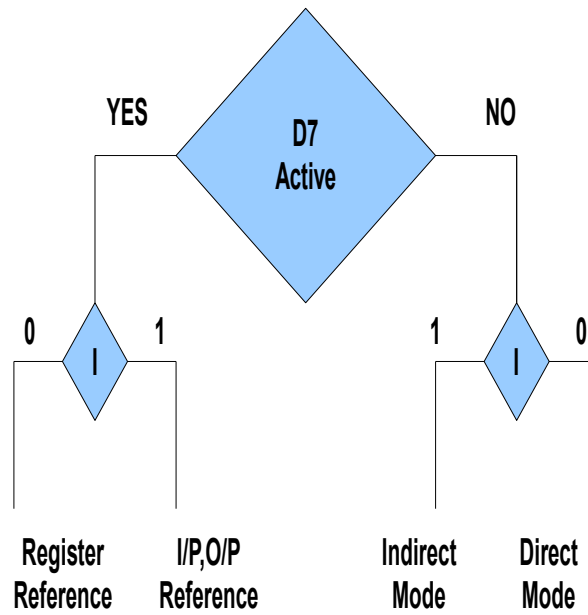 YES
D7
Active
NO
0
I
1
1
I
0
Register
Reference
I/P,O/P
Reference
Indirect
Mode
Direct
Mode